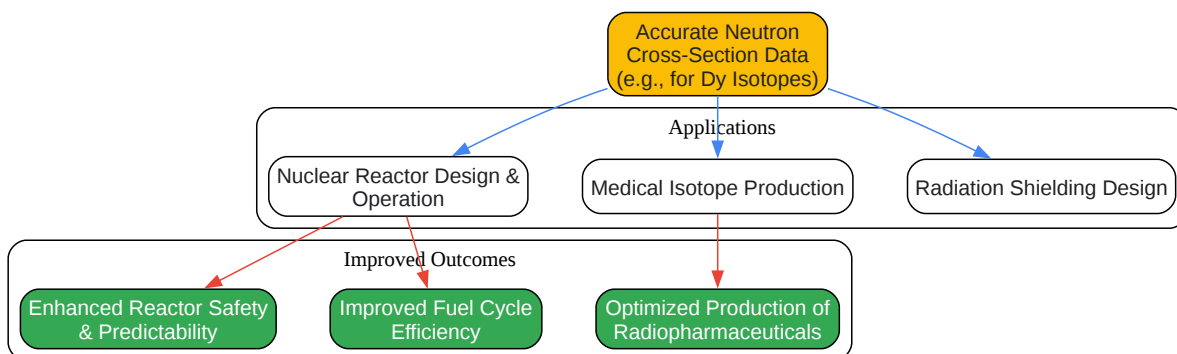 Accurate Neutron
Cross-Section Data
(e.g., for Dy Isotopes)
Applications
Nuclear Reactor Design &
Operation
Medical Isotope Production
Radiation Shielding Design
Improved Outcomes
Enhanced Reactor Safety
& Predictability
Improved Fuel Cycle
Efficiency
Optimized Production of
Radiopharmaceuticals